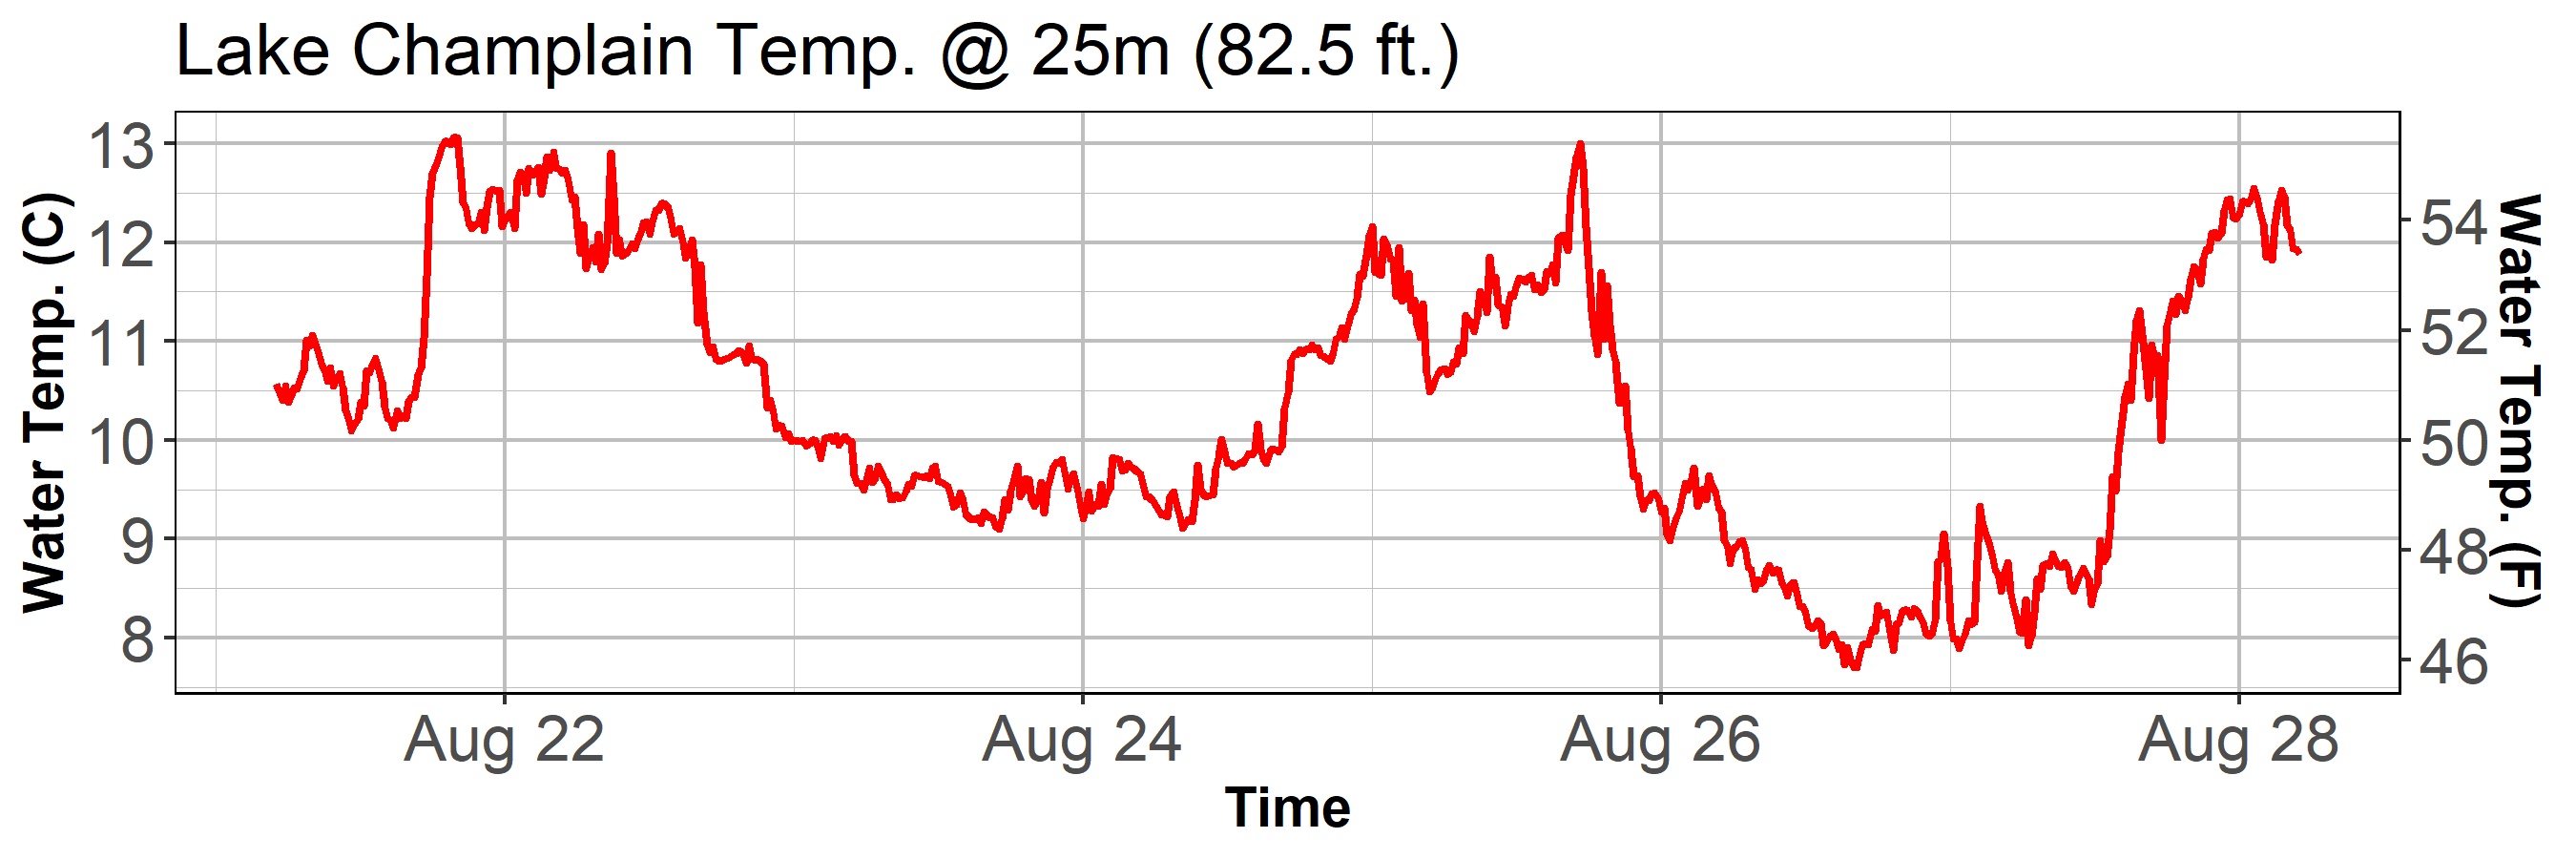 Lake Champlain Temp. @ 25m (82.5 ft.)
Water Temp. (C)
13
12
11
10
9
8
54
52
50
48
46
Water Temp. (F)
Aug 22 Aug 24 Aug 26 Aug 28
Time